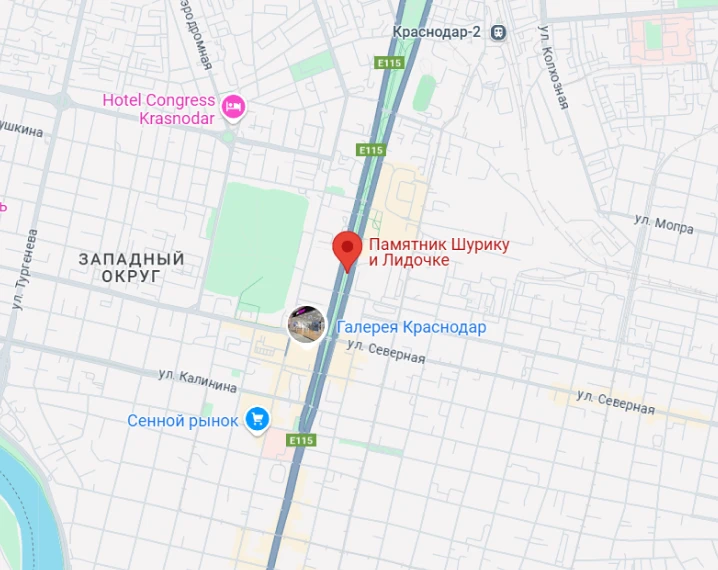 Краснодар-2
ул. Колхозная
E115
Hotel Congress
Krasnodar
E115
ул. Мопра
Памятник Шурику
и Лидочке
ЗАПАДНЫЙ
ОКРУГ
ул. Тургенева
Галерея Краснодар
ул. Северная
ул. Калинина
ул. Северная
Сенной рынок
E115